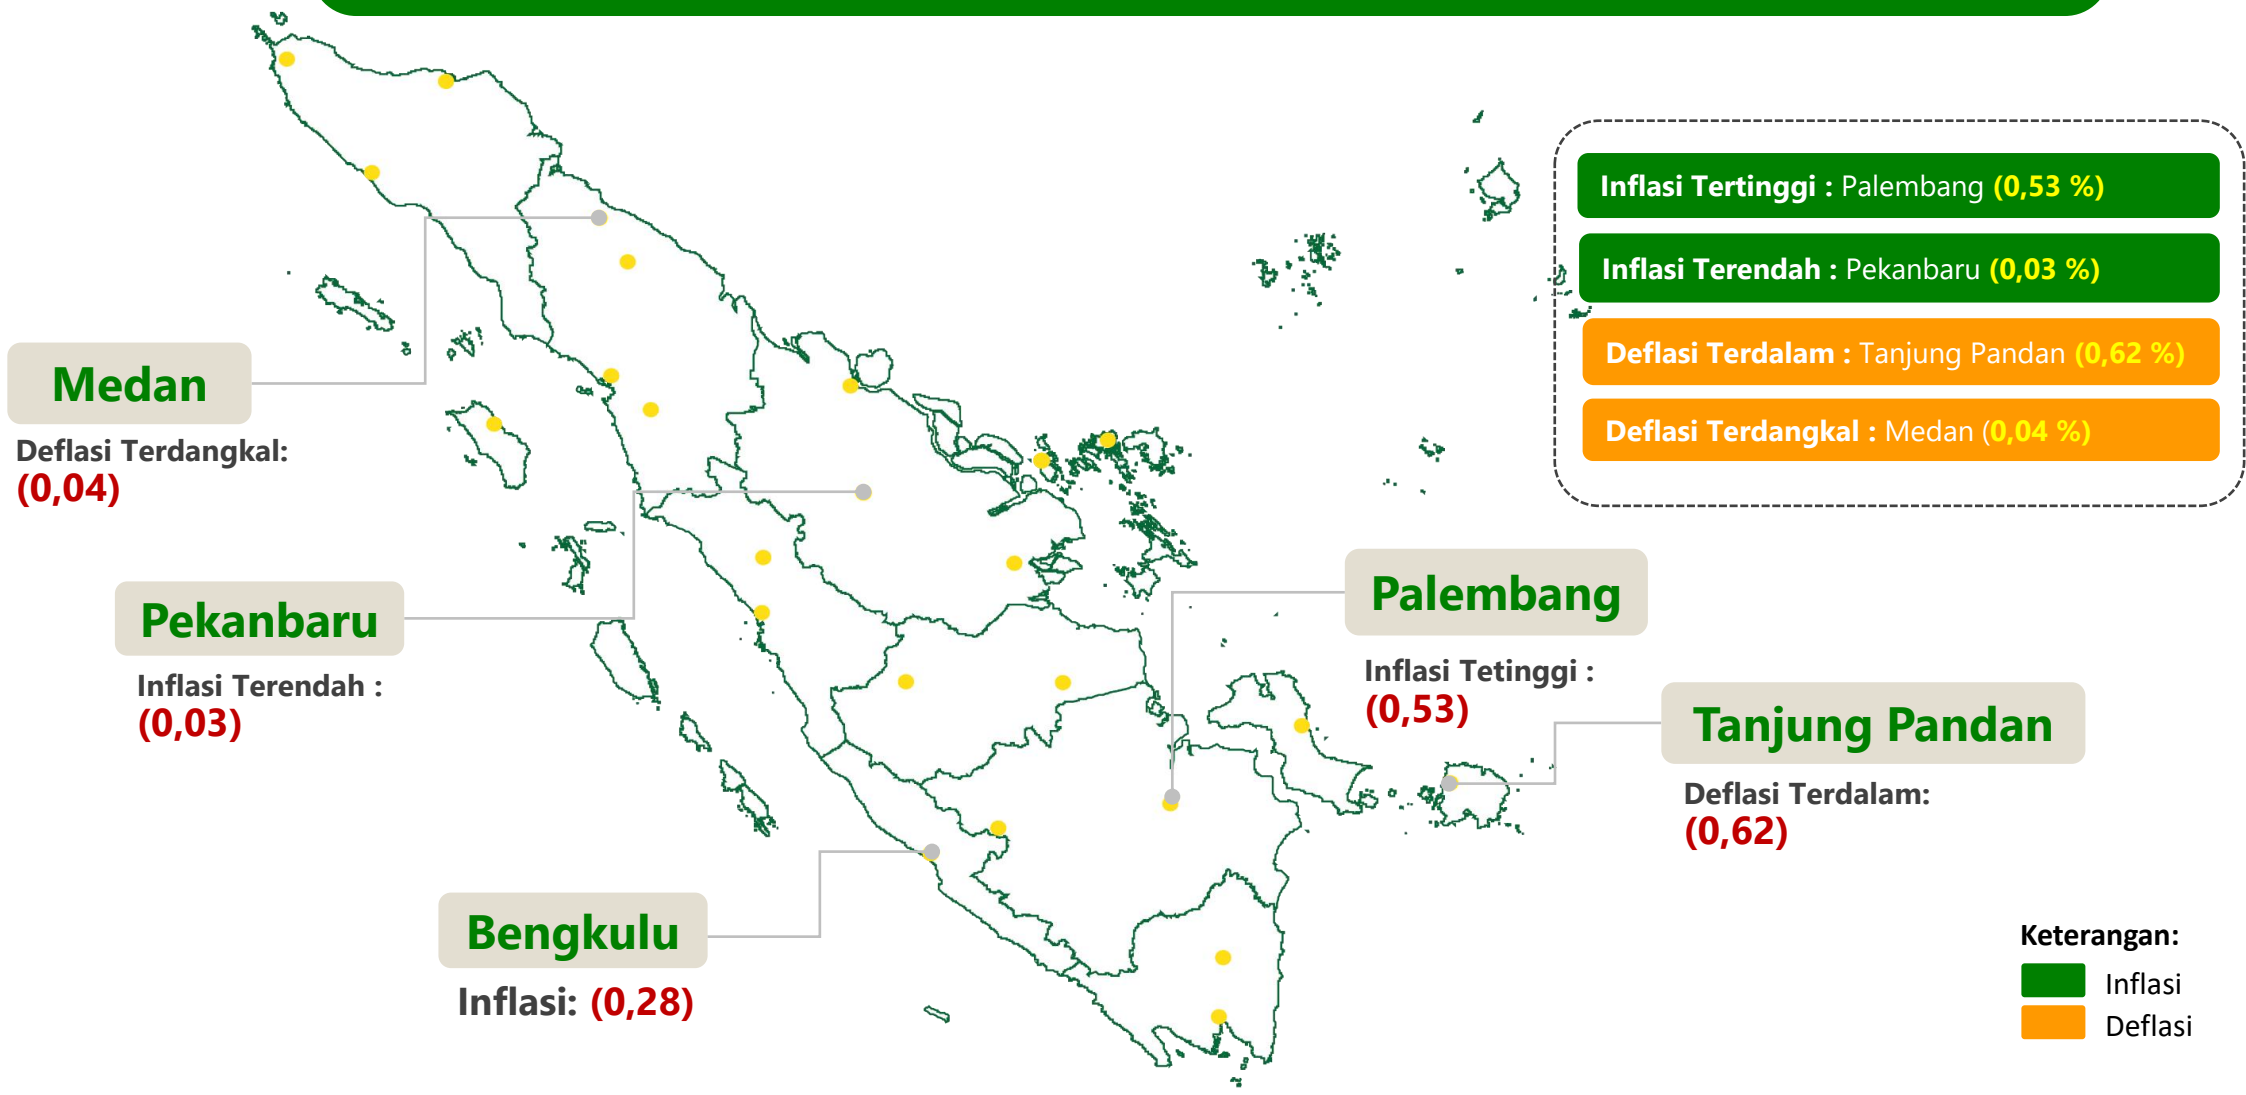 Inflasi Tertinggi : Palembang (0,53 %)
Inflasi Terendah : Pekanbaru (0,03 %)
Deflasi Terdalam : Tanjung Pandan (0,62 %)
Deflasi Terdangkal : Medan (0,04 %)
Medan
Deflasi Terdangkal:
(0,04)
Pekanbaru
Inflasi Terendah :
(0,03)
Palembang
Inflasi Tetinggi :
(0,53)
Tanjung Pandan
Deflasi Terdalam:
(0,62)
Bengkulu
Inflasi: (0,28)
Keterangan:
Inflasi
Deflasi